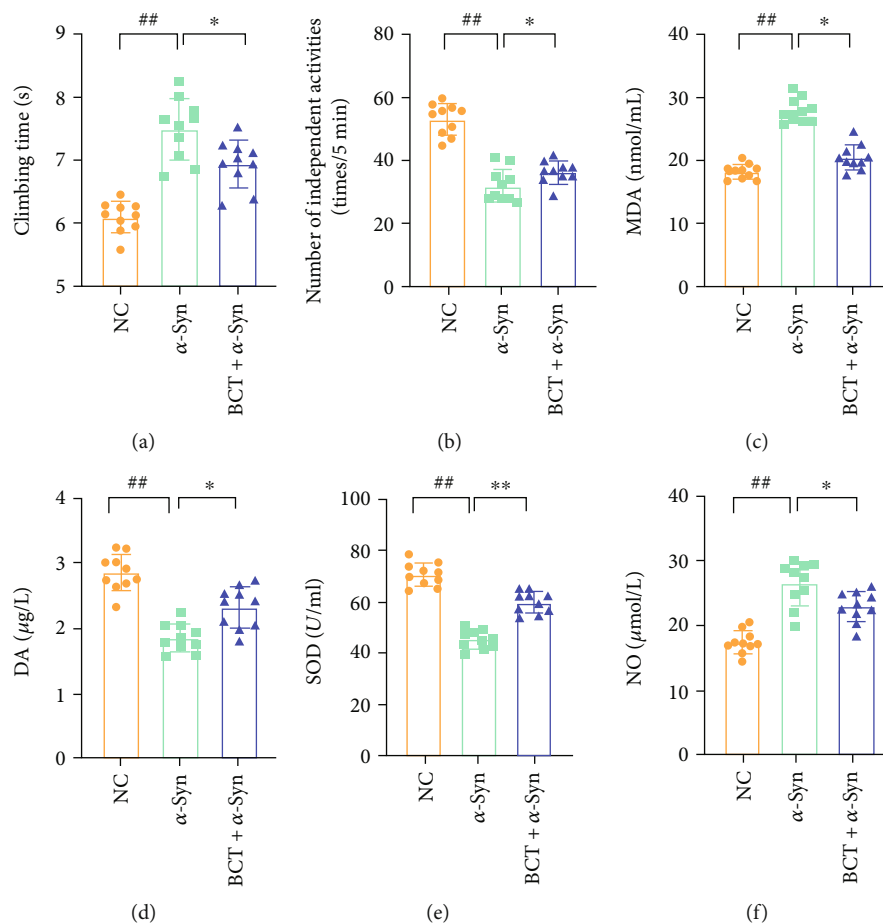 ## *
9
8
7
6
5
Climbing time (s)
NC
α-Syn
BCT + α-Syn
(a)
## *
80
60
40
20
0
Number of independent activities
(times/5 min)
NC
α-Syn
BCT + α-Syn
(b)
## *
40
30
20
10
0
MDA (nmol/mL)
NC
α-Syn
BCT + α-Syn
(c)
## *
4
3
2
1
0
DA (μg/L)
NC
α-Syn
BCT + α-Syn
(d)
## **
100
80
60
40
20
0
SOD (U/ml)
NC
α-Syn
BCT + α-Syn
(e)
## *
40
30
20
10
0
NO (μmol/L)
NC
α-Syn
BCT + α-Syn
(f)